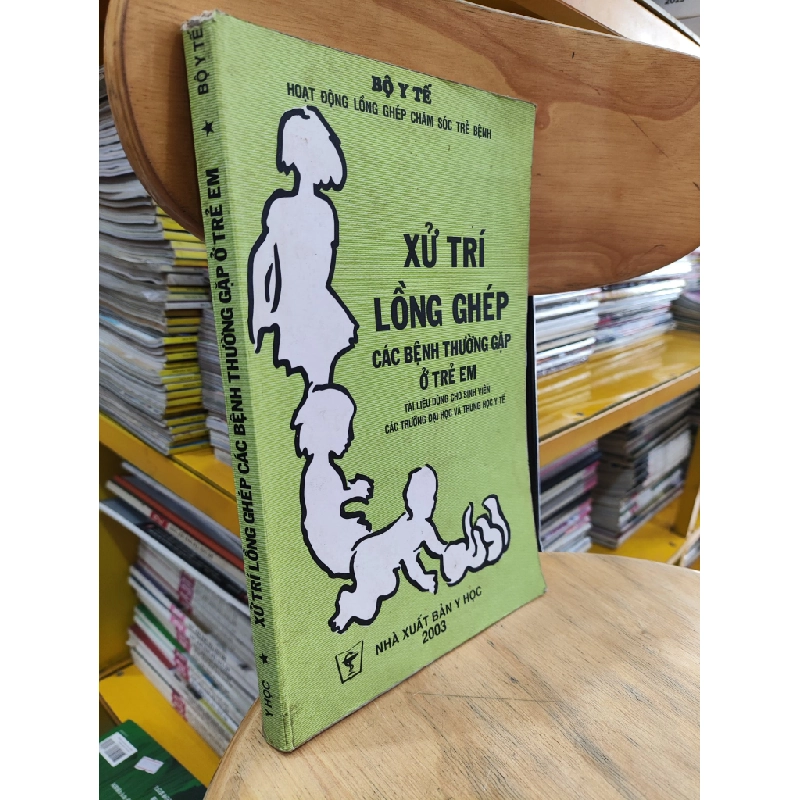 BỘ Y TẾ
HOẠT ĐỘNG LỒNG GHÉP CHĂM SÓC TRẺ BỆNH
XỬ TRÍ
LỒNG GHÉP
CÁC BỆNH THƯỜNG GẶP
Ở TRẺ EM
TÀI LIỆU DÙNG CHO SINH VIÊN
CÁC TRƯỜNG ĐẠI HỌC VÀ TRUNG HỌC Y TẾ
NHÀ XUẤT BẢN Y HỌC
2003
Y HỌC ★ XỬ TRÍ LỒNG GHÉP CÁC BỆNH THƯỜNG GẶP Ở TRẺ EM ★ BỘ Y TẾ